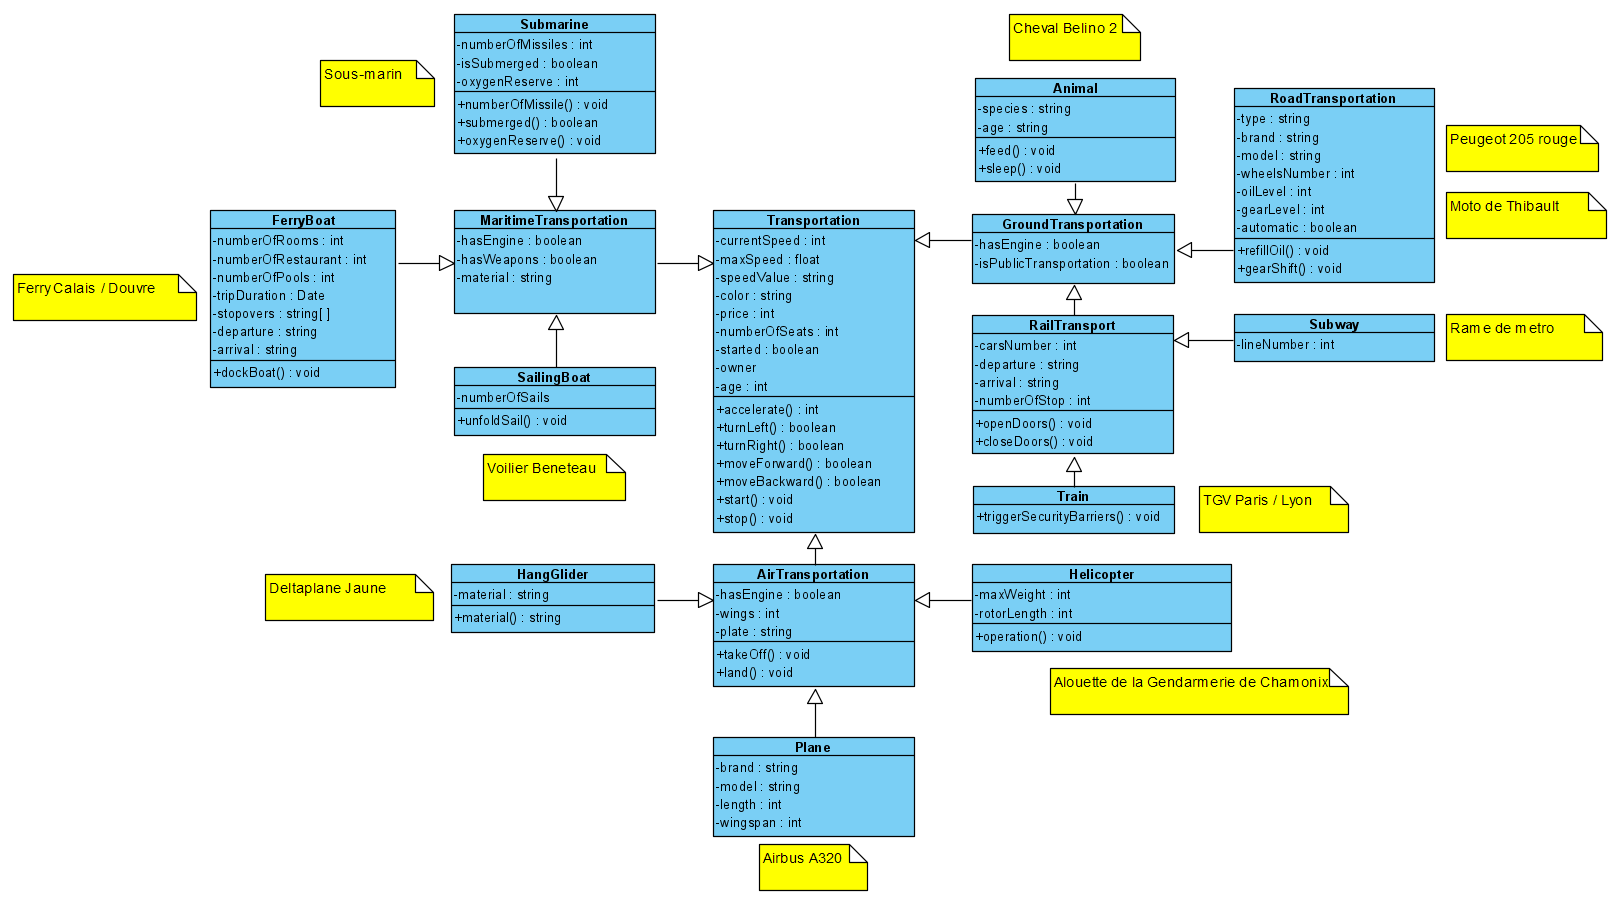 Submarine
-numberOfMissiles : int
-isSubmerged : boolean
-oxygenReserve : int
+numberOfMissile() : void
+submerged() : boolean
+oxygenReserve() : void
Sous-marin
Cheval Belino 2
Animal
-species : string
-age : string
+feed() : void
+sleep() : void
RoadTransportation
-type : string
-brand : string
-model : string
-wheelsNumber : int
-oilLevel : int
-gearLevel : int
-automatic : boolean
+refillOil() : void
+gearShift() : void
Peugeot 205 rouge
Moto de Thibault
FerryBoat
-numberOfRooms : int
-numberOfRestaurant : int
-numberOfPools : int
-tripDuration : Date
-stopovers : string[ ]
-departure : string
-arrival : string
+dockBoat() : void
Ferry Calais / Douvre
MaritimeTransportation
-hasEngine : boolean
-hasWeapons : boolean
-material : string
Transportation
-currentSpeed : int
-maxSpeed : float
-speedValue : string
-color : string
-price : int
-numberOfSeats : int
-started : boolean
-owner
-age : int
+accelerate() : int
+turnLeft() : boolean
+turnRight() : boolean
+moveForward() : boolean
+moveBackward() : boolean
+start() : void
+stop() : void
GroundTransportation
-hasEngine : boolean
-isPublicTransportation : boolean
RailTransport
-carsNumber : int
-departure : string
-arrival : string
-numberOfStop : int
+openDoors() : void
+closeDoors() : void
Subway
-lineNumber : int
Rame de metro
SailingBoat
-numberOfSails
+unfoldSail() : void
Voilier Beneteau
Train
+triggerSecurityBarriers() : void
TGV Paris / Lyon
Deltaplane Jaune
HangGlider
-material : string
+material() : string
AirTransportation
-hasEngine : boolean
-wings : int
-plate : string
+takeOff() : void
+land() : void
Helicopter
-maxWeight : int
-rotorLength : int
+operation() : void
Alouette de la Gendarmerie de Chamonix
Plane
-brand : string
-model : string
-length : int
-wingspan : int
Airbus A320